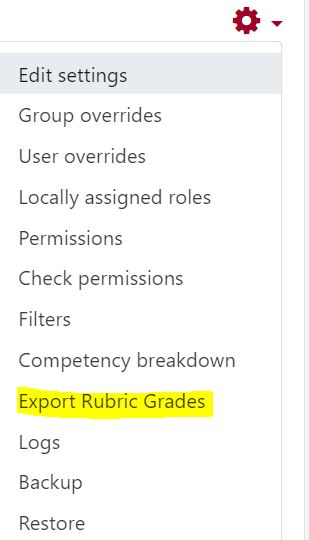 Edit settings
Group overrides
User overrides
Locally assigned roles
Permissions
Check permissions
Filters
Competency breakdown
Export Rubric Grades
Logs
Backup
Restore